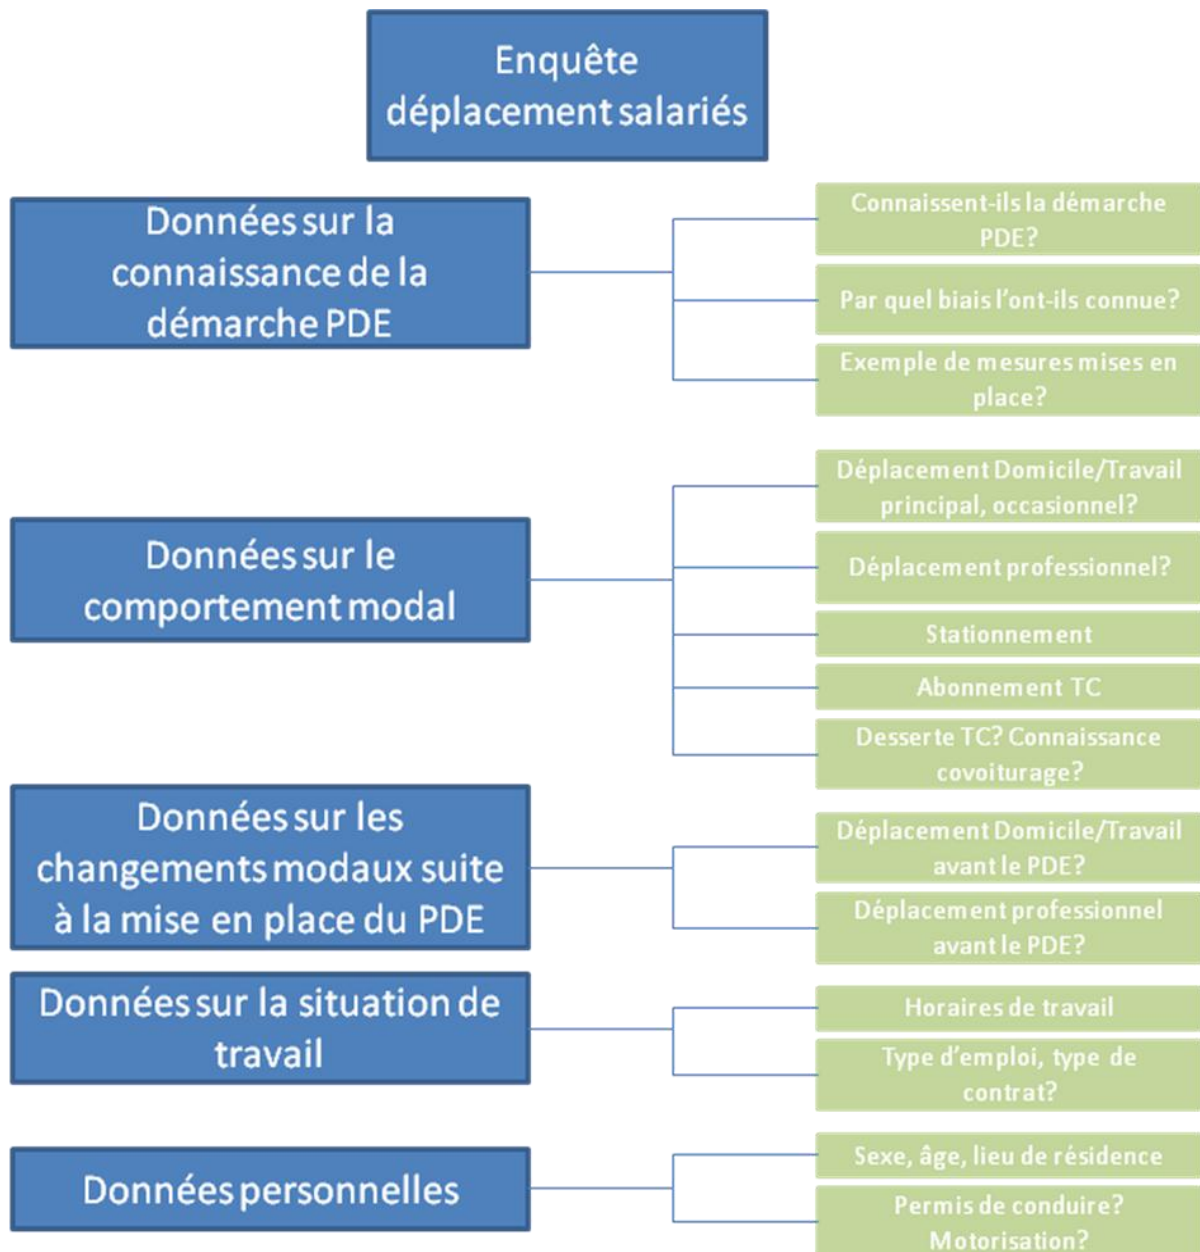 Enquête
déplacement salariés
Données sur la
connaissance de la
démarche PDE
Connaissent-ils la démarche
PDE?
Par quel biais l'ont-ils connue?
Exemple de mesures mises en
place?
Données sur le
comportement modal
Déplacement Domicile/Travail
principal, occasionnel?
Déplacement professionnel?
Stationnement
Abonnement TC
Desserte TC? Connaissance
covoiturage?
Données sur les
changements modaux suite
à la mise en place du PDE
Déplacement Domicile/Travail
avant le PDE?
Déplacement professionnel
avant le PDE?
Données sur la situation de
travail
Horaires de travail
Type d'emploi, type de
contrat?
Données personnelles
Sexe, âge, lieu de résidence
Permis de conduire?
Motorisation?